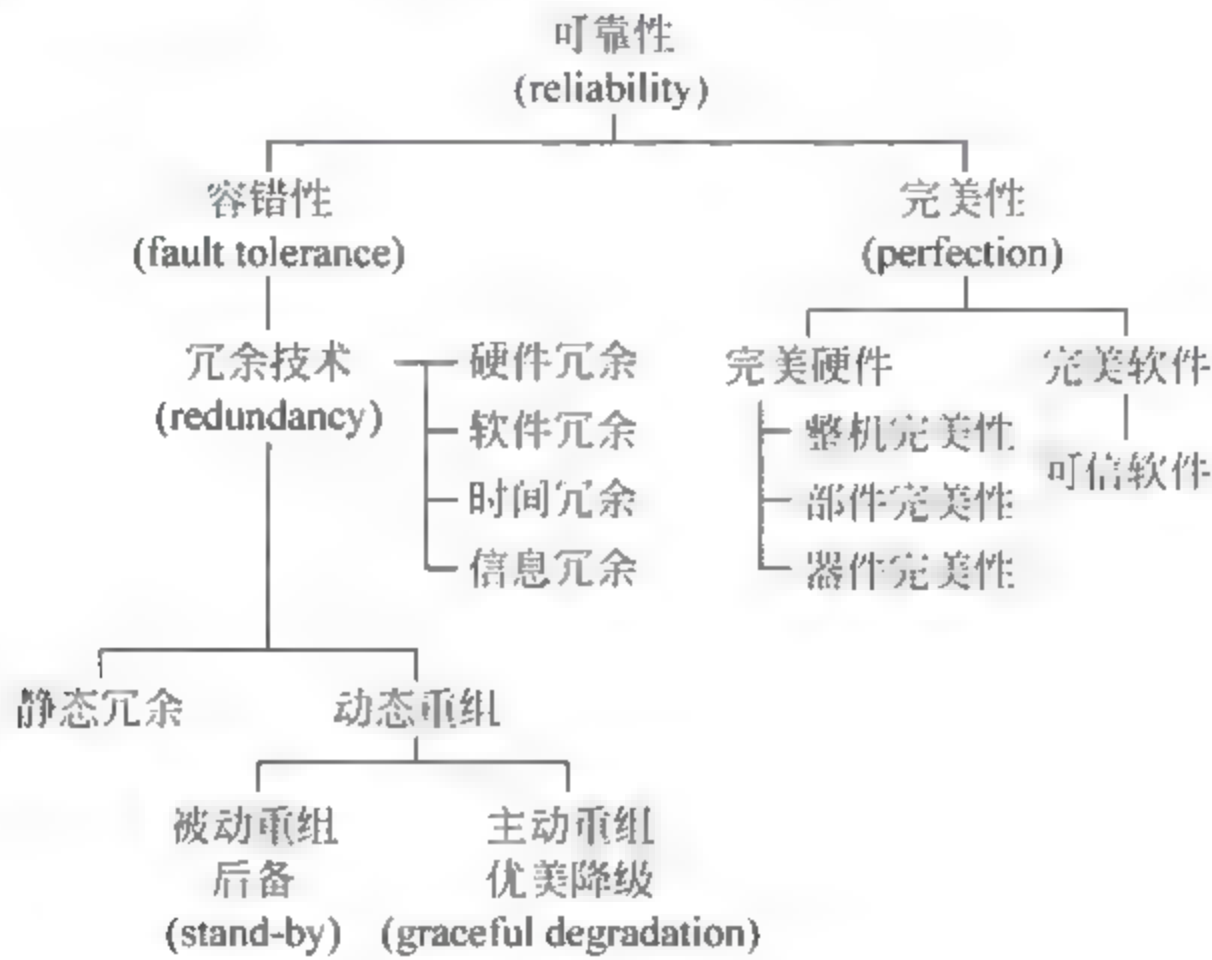 可靠性
(reliability)
容错性
(fault tolerance)
完美性
(perfection)
冗余技术
(redundancy)
硬件冗余
软件冗余
时间冗余
信息冗余
完美硬件
整机完美性
部件完美性
器件完美性
完美软件
可信软件
静态冗余
动态重组
被动重组
后备
(stand-by)
主动重组
优美降级
(graceful degradation)